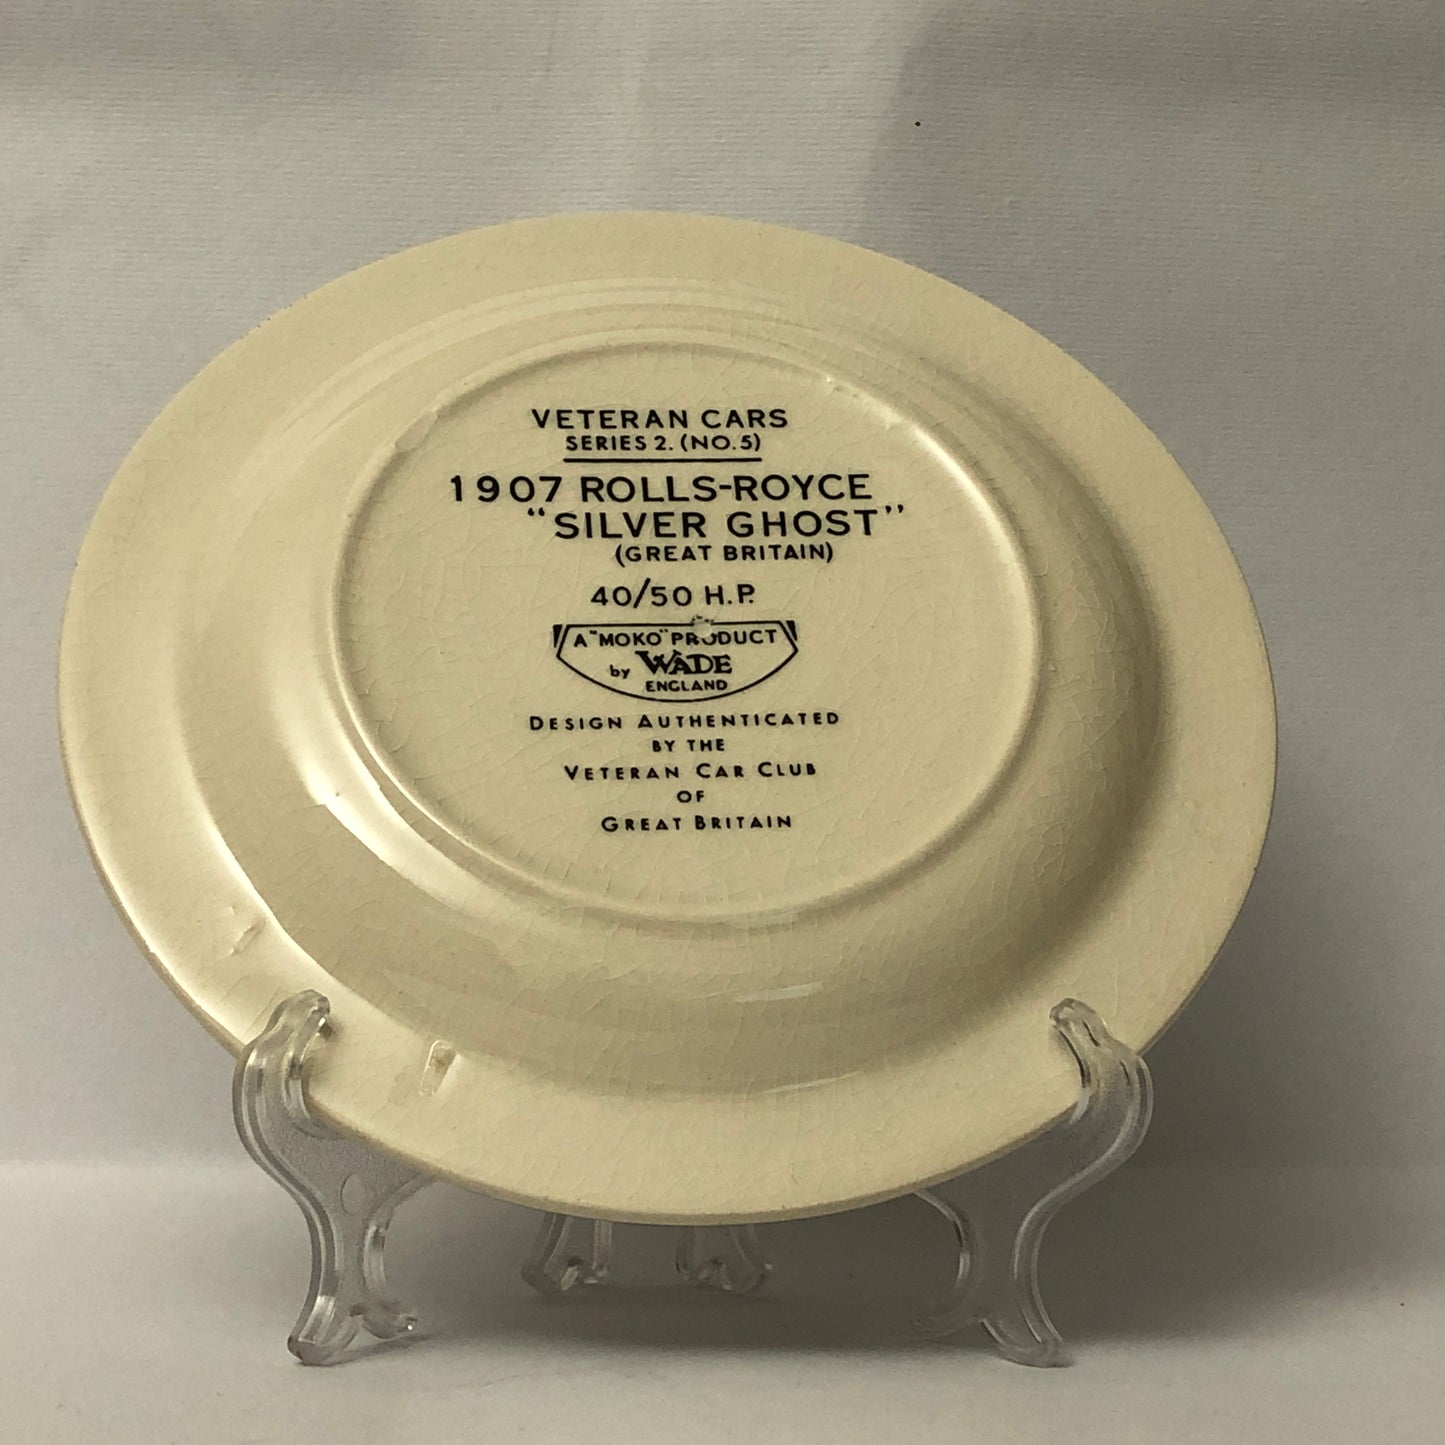 VETERAN CARS
SERIES 2. (NO. 5)
1907 ROLLS-ROYCE
"SILVER GHOST"
(GREAT BRITAIN)
40/50 H.P.
A "MOKO" PRODUCT
by WADE
ENGLAND
DESIGN AUTHENTICATED
BY THE
VETERAN CAR CLUB
OF
GREAT BRITAIN